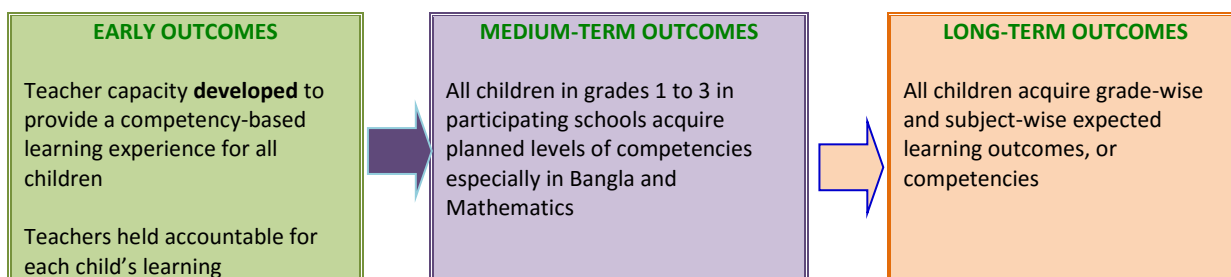 EARLY OUTCOMES
Teacher capacity developed to
provide a competency-based
learning experience for all
children
Teachers held accountable for
each child’s learning
MEDIUM-TERM OUTCOMES
All children in grades 1 to 3 in
participating schools acquire
planned levels of competencies
especially in Bangla and
Mathematics
LONG-TERM OUTCOMES
All children acquire grade-wise
and subject-wise expected
learning outcomes, or
competencies